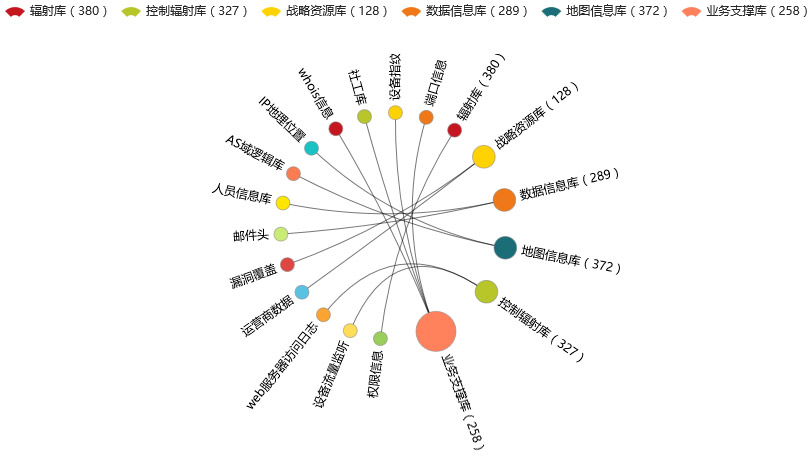 辐射库（380）
控制辐射库（327）
战略资源库（128）
数据信息库（289）
地图信息库（372）
业务支撑库（258）
设备指纹
端口信息
辐射库（380）
战略资源库（128）
数据信息库（289）
地图信息库（372）
控制辐射库（327）
业务支撑库（258）
权限信息
设备流量监听
web服务器访问日志
运营商数据
漏洞覆盖
邮件头
人员信息库
AS域逻辑库
IP地理位置
whois信息
社工库